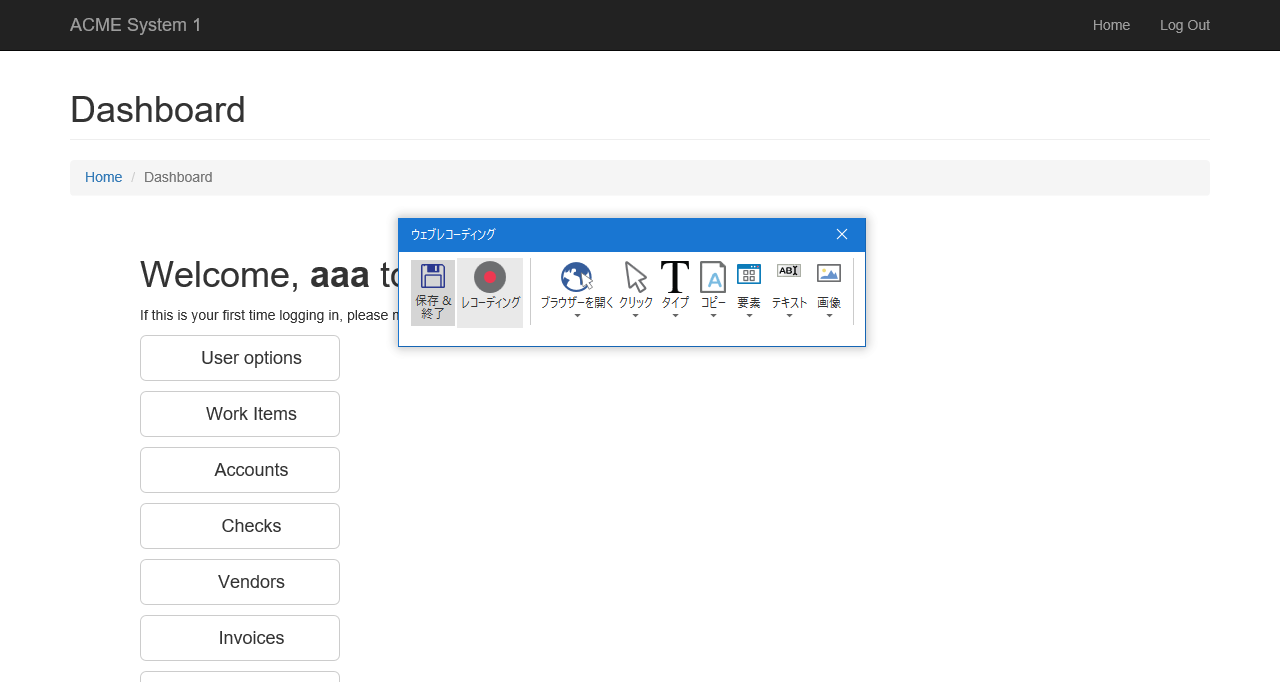 ACME System 1 Home Log Out
Dashboard
Home / Dashboard
ウェブレコーディング
Welcome, aaa to
If this is your first time logging in, please
保存 &
終了
レコーディング
ブラウザーを開く
クリック
T
タイプ
A
コピー
要素
AB
テキスト
画像
User options
Work Items
Accounts
Checks
Vendors
Invoices